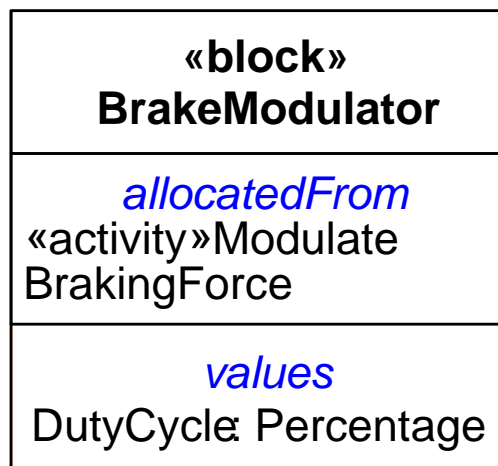 «block»
BrakeModulator
allocatedFrom
«activity»Modulate
BrakingForce
values
DutyCycle: Percentage